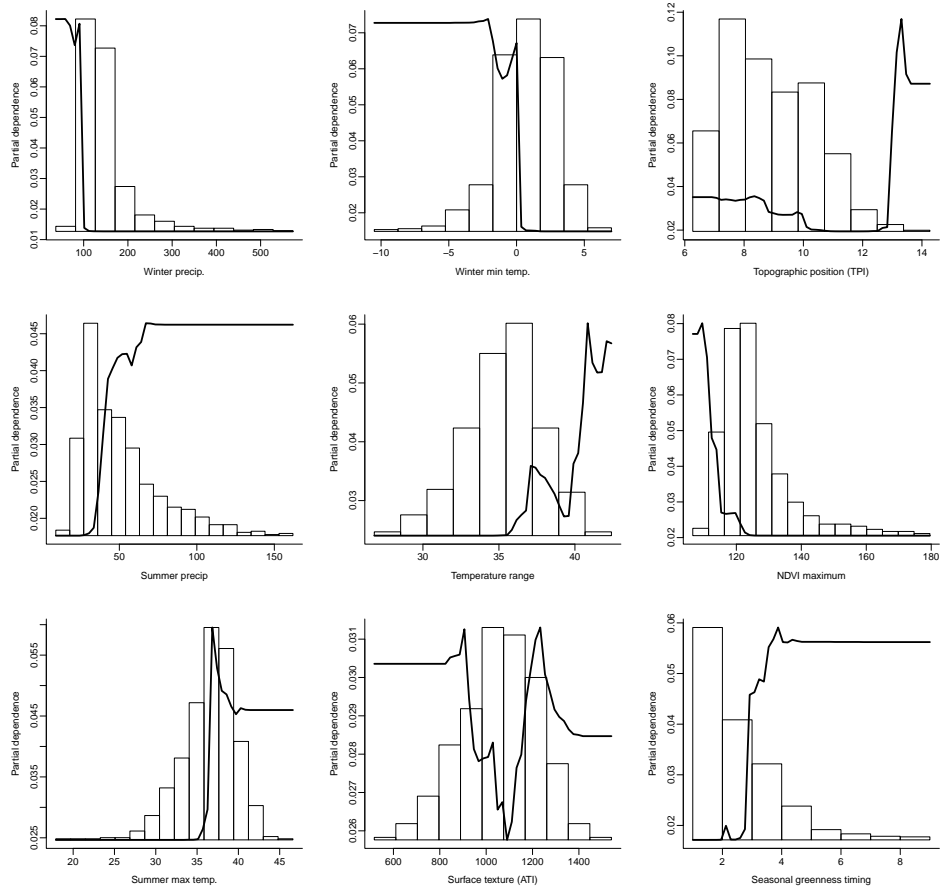 Partial dependence
0.01 0.02 0.03 0.04 0.05 0.06 0.07 0.08
100 200 300 400 500
Winter precip.
Partial dependence
0.02 0.03 0.04 0.05 0.06 0.07
−10 −5 0 5
Winter min temp.
Partial dependence
0.02 0.04 0.06 0.08 0.10 0.12
6 8 10 12 14
Topographic position (TPI)
Partial dependence
0.020 0.025 0.030 0.035 0.040 0.045
50 100 150
Summer precip
Partial dependence
0.03 0.04 0.05 0.06
30 35 40
Temperature range
Partial dependence
0.02 0.03 0.04 0.05 0.06 0.07 0.08
120 140 160 180
NDVI maximum
Partial dependence
0.025 0.035 0.045 0.055
20 25 30 35 40 45
Summer max temp.
Partial dependence
0.026 0.027 0.028 0.029 0.030 0.031
600 800 1000 1200 1400
Surface texture (ATI)
Partial dependence
0.02 0.03 0.04 0.05 0.06
2 4 6 8
Seasonal greenness timing